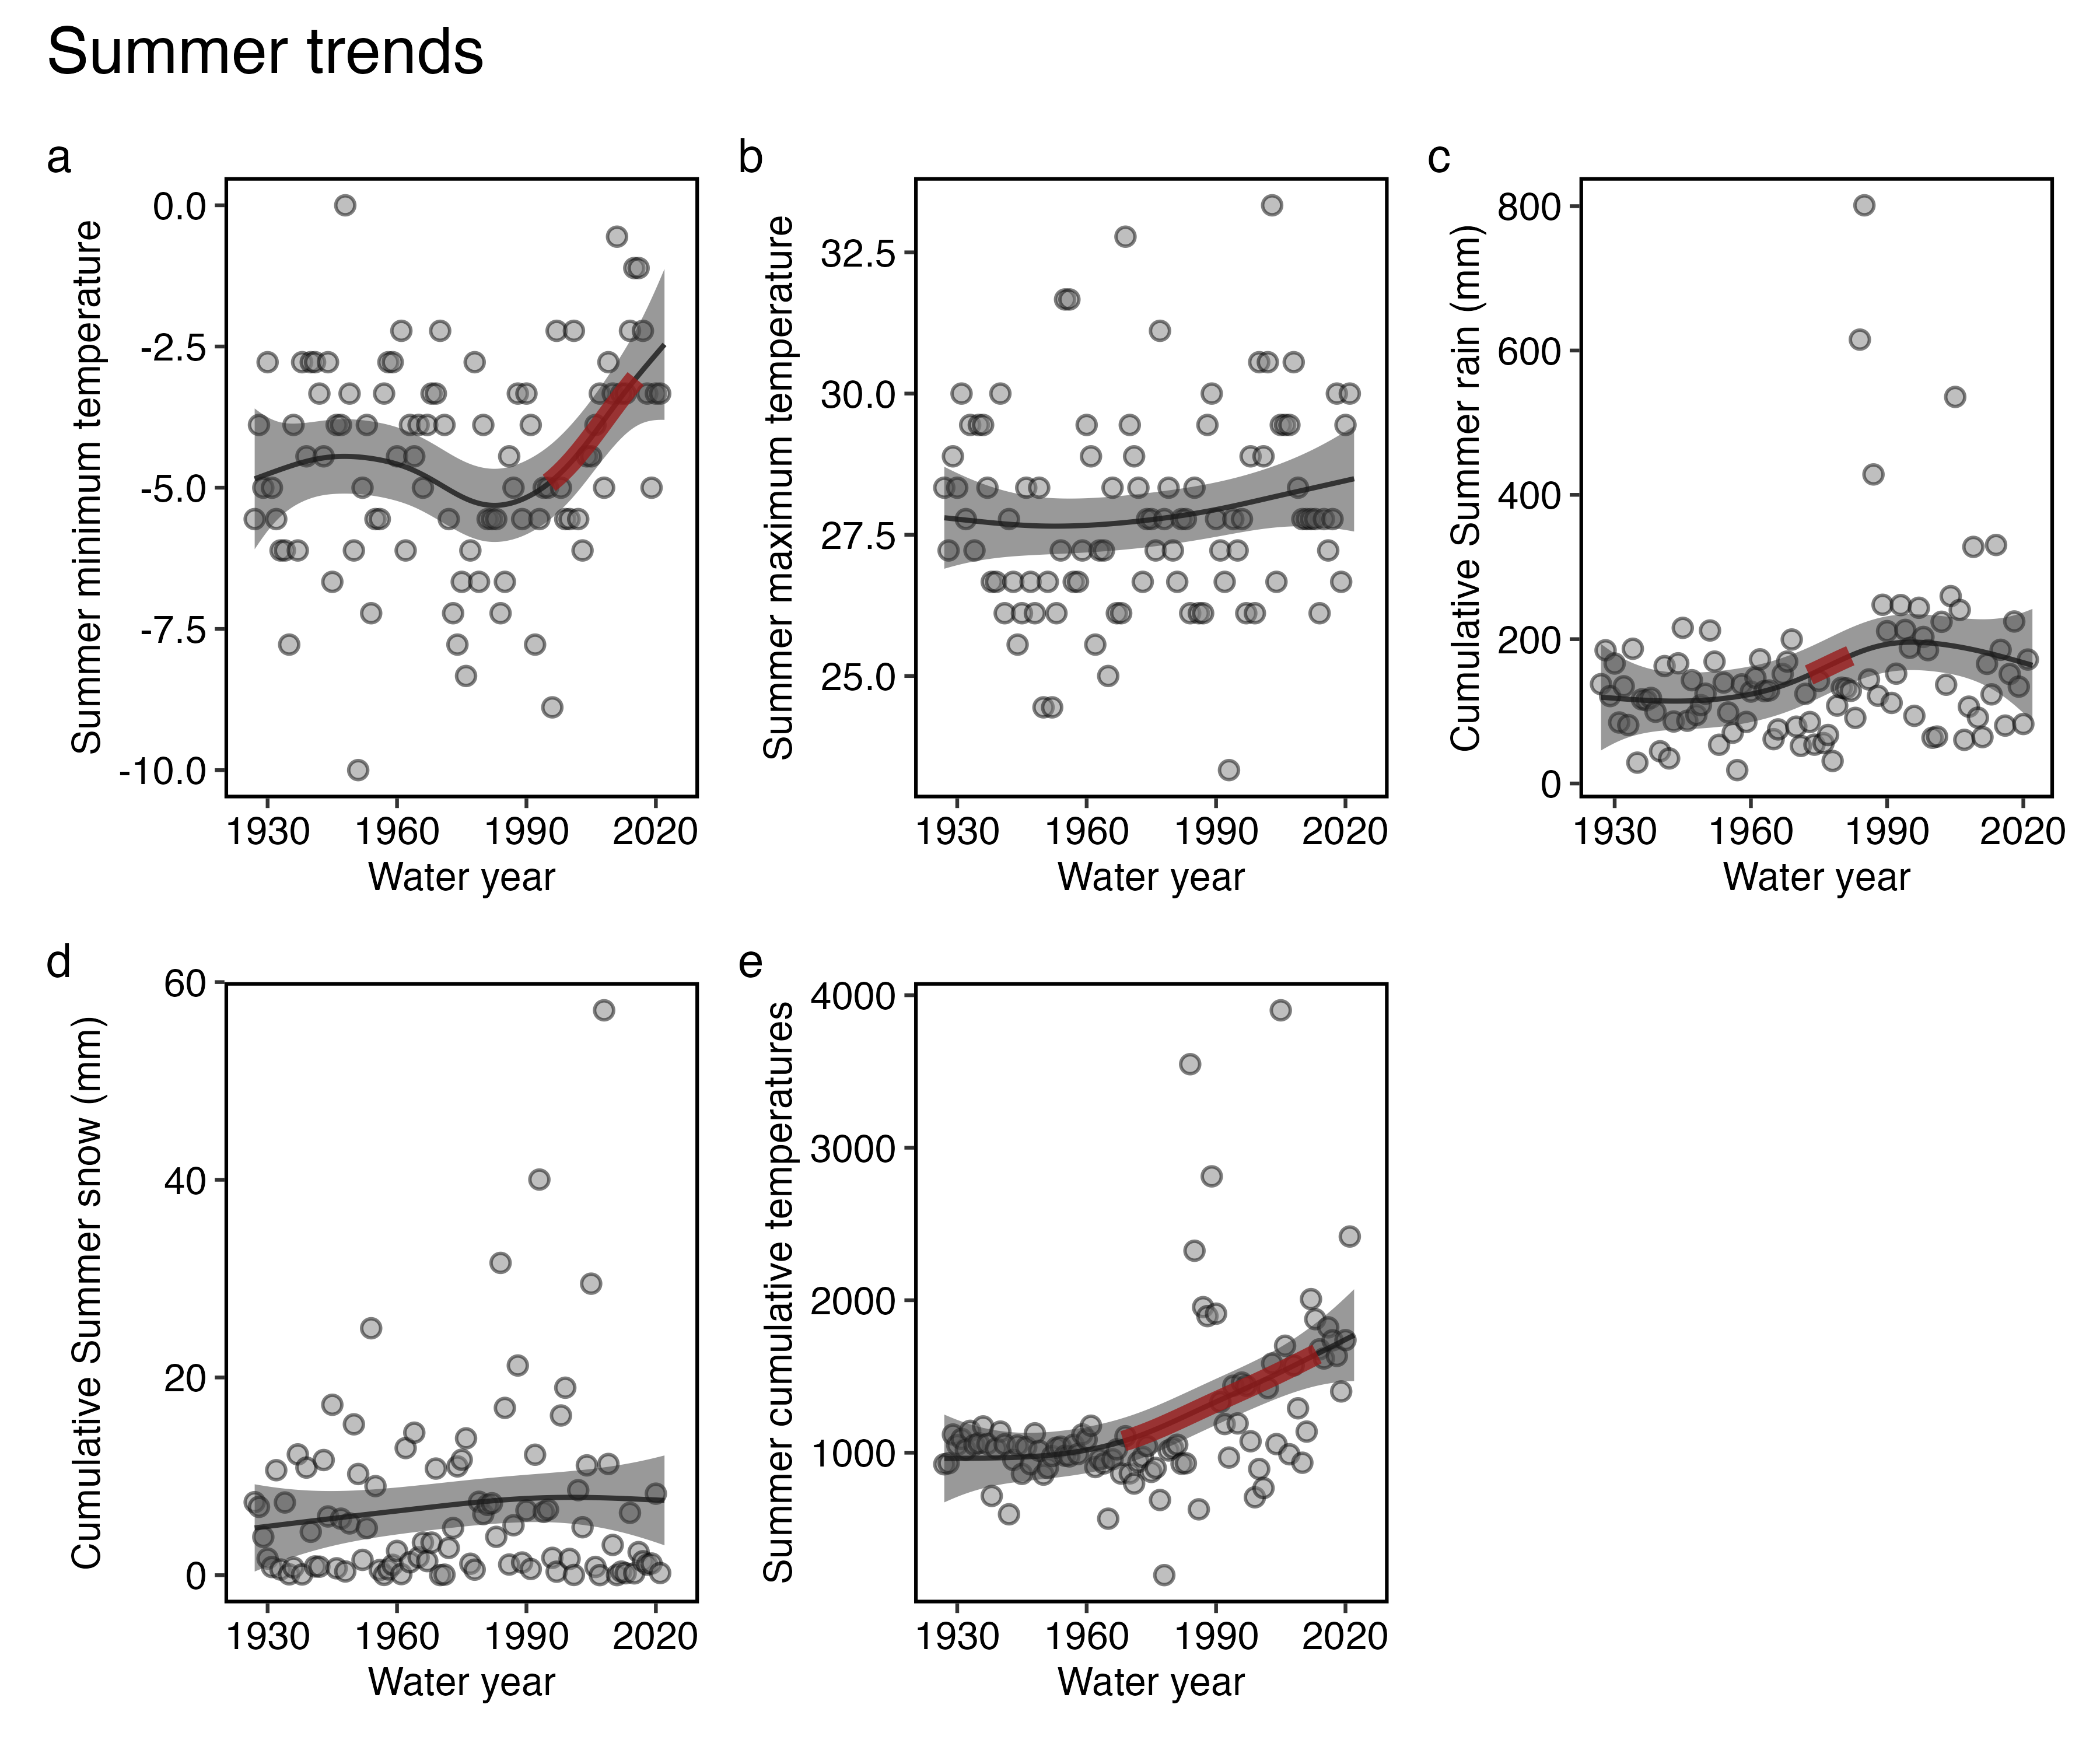 Summer trends
a
Summer minimum temperature
0.0
-2.5
-5.0
-7.5
-10.0
1930 1960 1990 2020
Water year
b
Summer maximum temperature
32.5
30.0
27.5
25.0
1930 1960 1990 2020
Water year
c
Cumulative Summer rain (mm)
800
600
400
200
0
1930 1960 1990 2020
Water year
d
Cumulative Summer snow (mm)
60
40
20
0
1930 1960 1990 2020
Water year
e
Summer cumulative temperatures
4000
3000
2000
1000
1930 1960 1990 2020
Water year